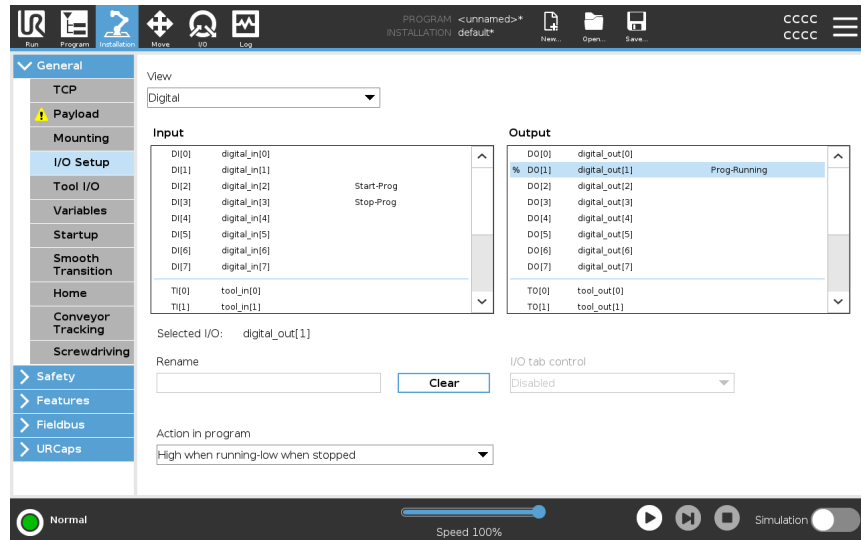 PROGRAM <unnamed>*
INSTALLATION default*
CCCC
CCCC
Run Program Installation Move I/O Log New... Open... Save...
General
TCP
Payload
Mounting
I/O Setup
Tool I/O
Variables
Startup
Smooth
Transition
Home
Conveyor
Tracking
Screwdriving
Safety
Features
Fieldbus
URCaps
View
Digital
Input
DI[0] digital_in[0]
DI[1] digital_in[1]
DI[2] digital_in[2] Start-Prog
DI[3] digital_in[3] Stop-Prog
DI[4] digital_in[4]
DI[5] digital_in[5]
DI[6] digital_in[6]
DI[7] digital_in[7]
TI[0] tool_in[0]
TI[1] tool_in[1]
Output
DO[0] digital_out[0]
% DO[1] digital_out[1] Prog-Running
DO[2] digital_out[2]
DO[3] digital_out[3]
DO[4] digital_out[4]
DO[5] digital_out[5]
DO[6] digital_out[6]
DO[7] digital_out[7]
TO[0] tool_out[0]
TO[1] tool_out[1]
Selected I/O: digital_out[1]
Rename
Clear
I/O tab control
Disabled
Action in program
High when running-low when stopped
Normal
Speed 100%
Simulation